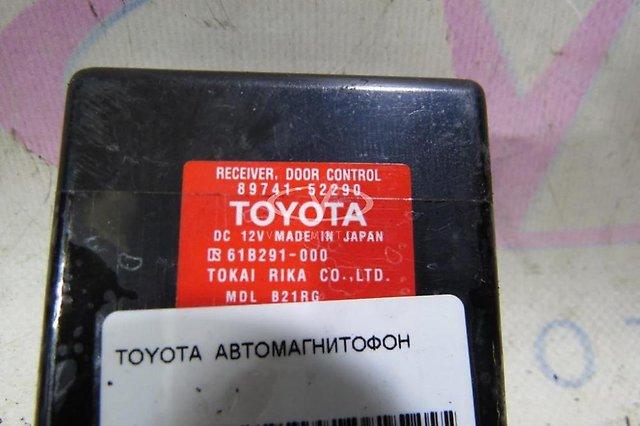 RECEIVER, DOOR CONTROL
89741-52290
TOYOTA
DC 12V MADE IN JAPAN
61B291-000
TOKAI RIKA CO.,LTD.
MDL B21RG
TOYOTA АВТОМАГНИТОФОН